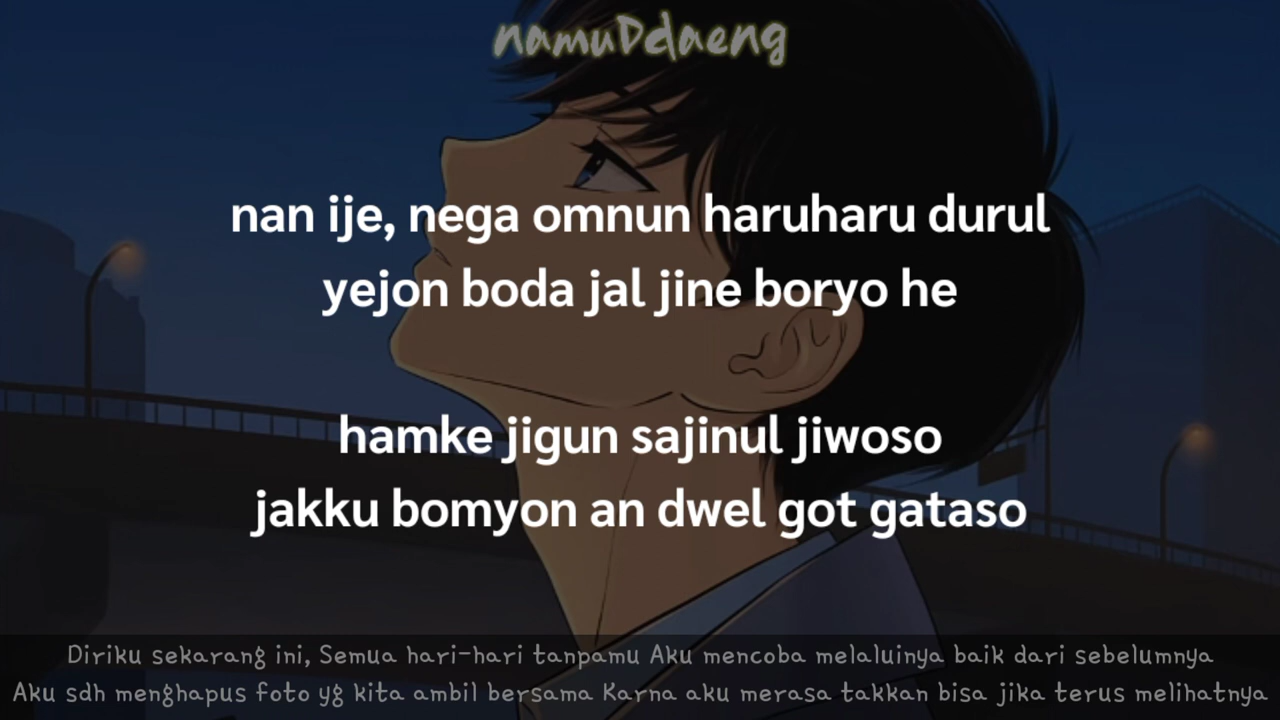 namuDdaeng
nan ije, nega omnun haruharu durul
yejon boda jal jine boryo he
hamke jigun sajinul jiwoso
jakku bomyon an dwel got gataso
Diriku sekarang ini, Semua hari-hari tanpamu Aku mencoba melaluinya baik dari sebelumnya
Aku sdh menghapus foto yg kita ambil bersama Karna aku merasa takkan bisa jika terus melihatnya